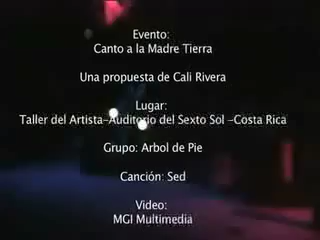 Evento:
Canto a la Madre Tierra
Una propuesta de Cali Rivera
Lugar:
Taller del Artista-Auditorio del Sexto Sol -Costa Rica
Grupo: Arbol de Pie
Canción: Sed
Video:
MGI Multimedia